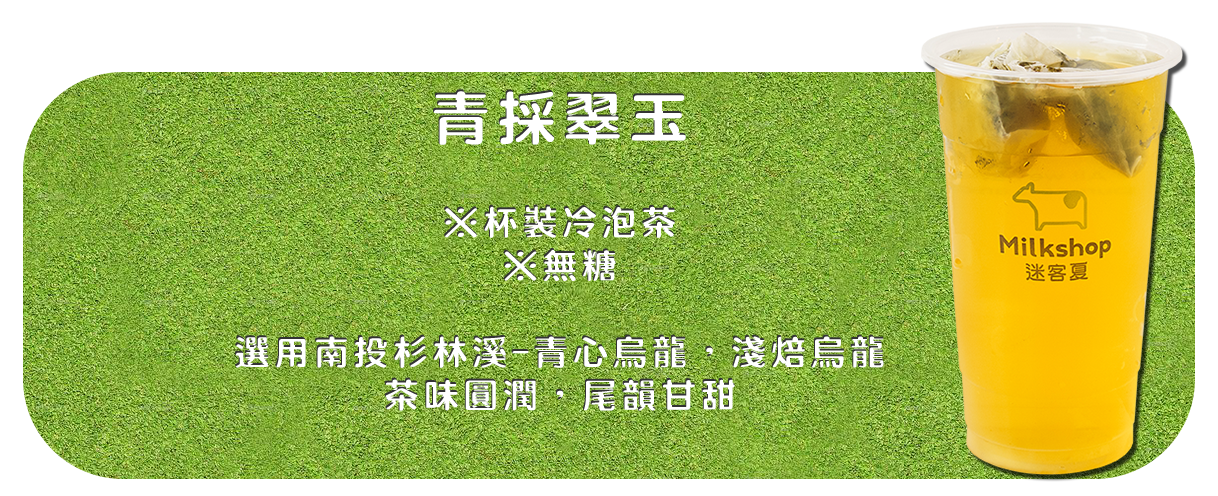 青採翠玉
※杯裝冷泡茶
※無糖
選用南投杉林溪-青心烏龍，淺焙烏龍
茶味圓潤，尾韻甘甜
Milkshop
迷客夏